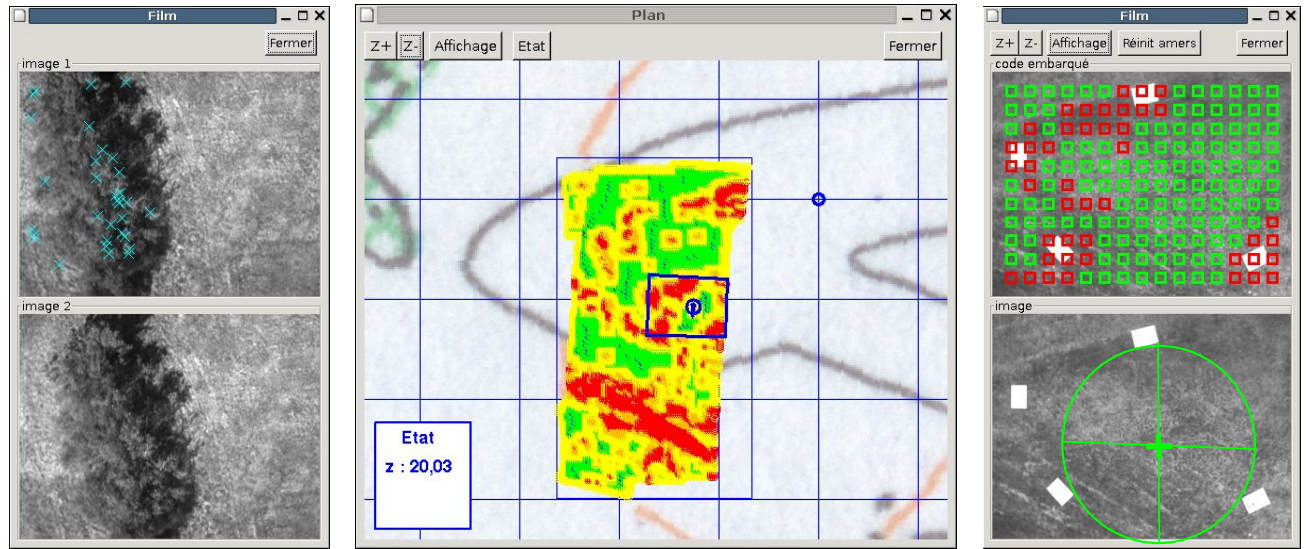 Film
Fermer
image 1
image 2
Plan
Z+ Z- Affichage Etat Fermer
Etat
z : 20,03
Film
Z+ Z- Affichage Réinit amers Fermer
code embarqué
image